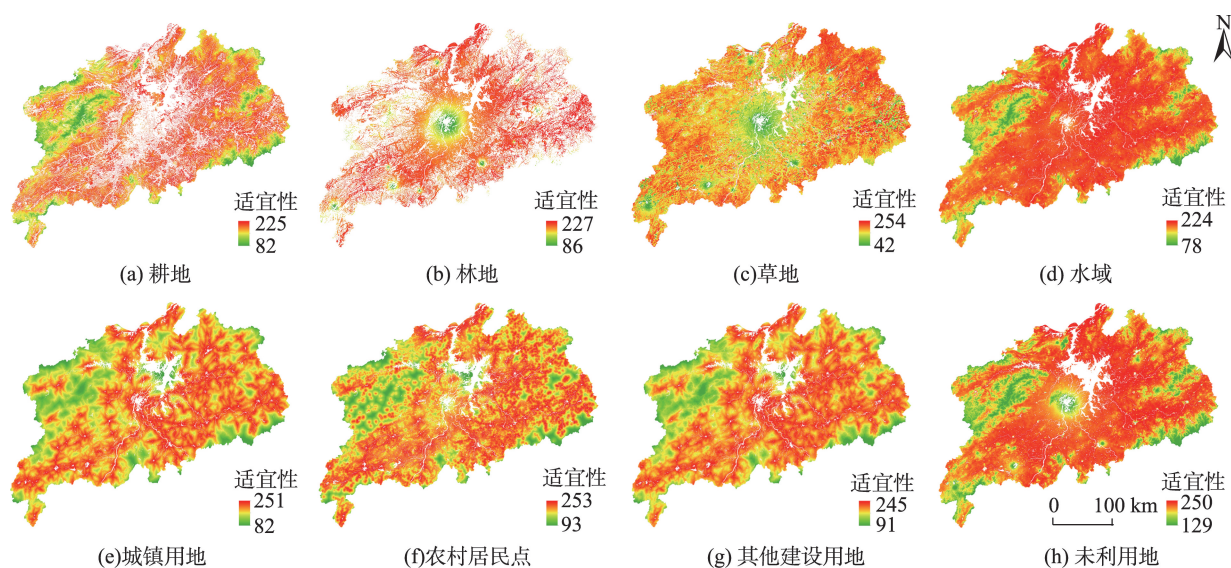 N
适宜性
225
82
(a) 耕地
适宜性
227
86
(b) 林地
适宜性
254
42
(c)草地
适宜性
224
78
(d) 水域
适宜性
251
82
(e)城镇用地
适宜性
253
93
(f)农村居民点
适宜性
245
91
(g) 其他建设用地
0 100 km
适宜性
250
129
(h) 未利用地